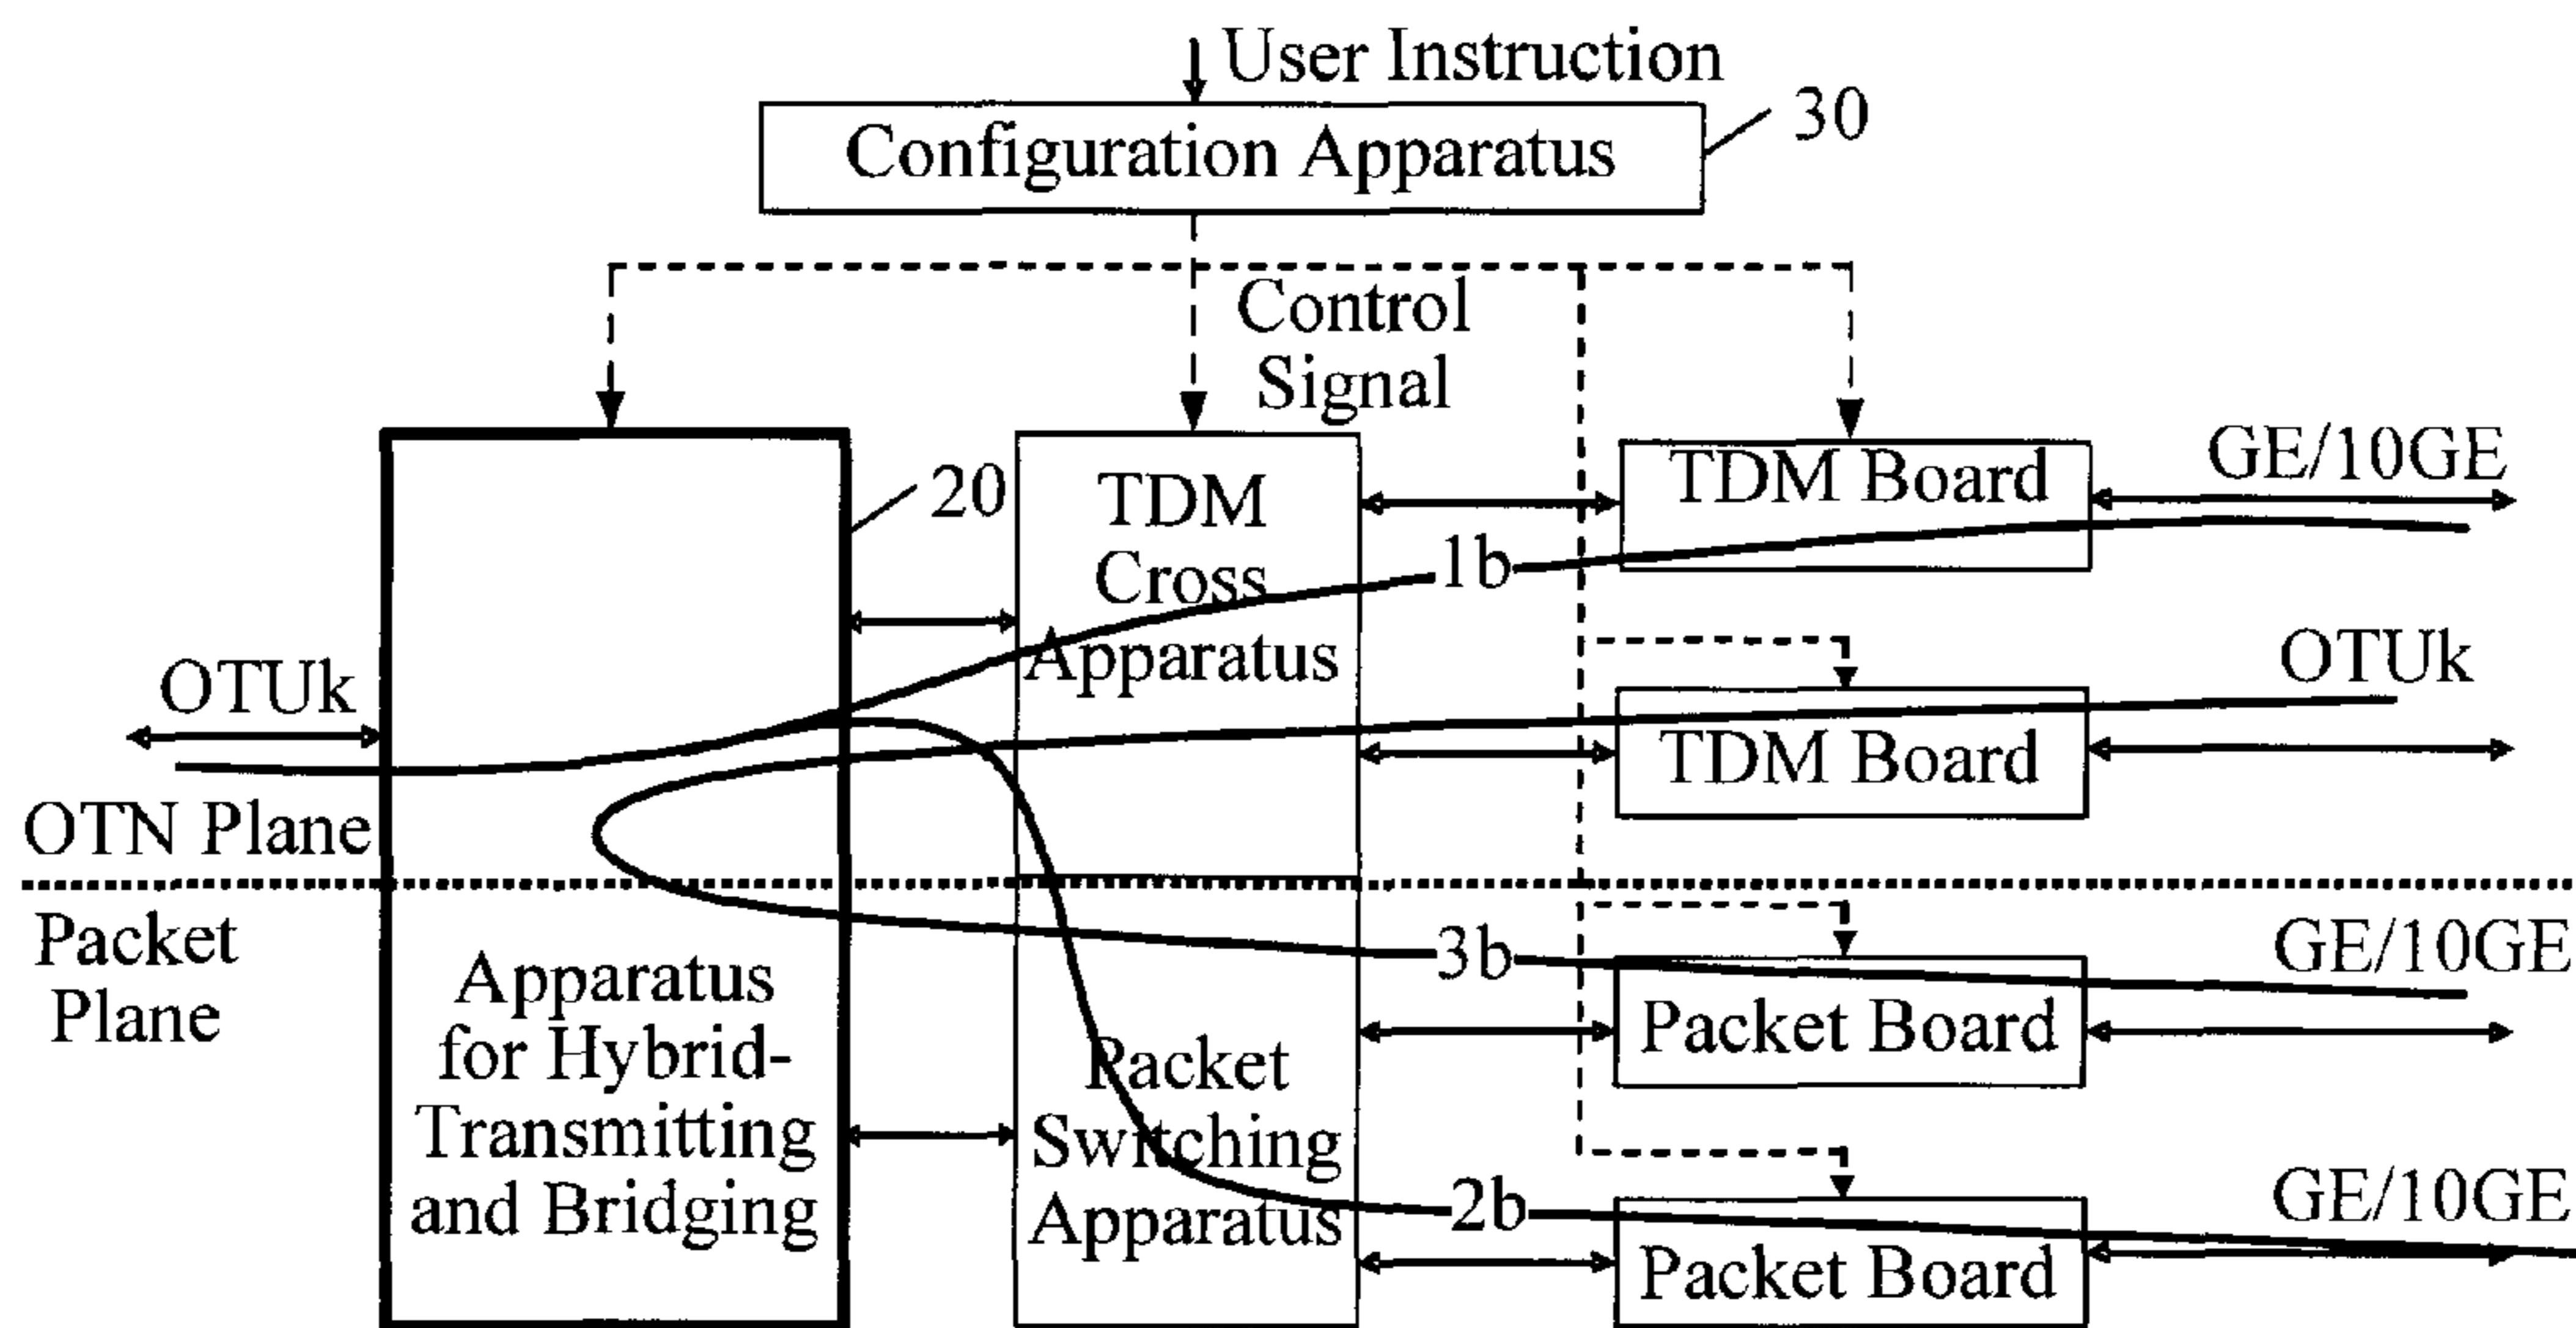 User Instruction
Configuration Apparatus
30
Control
Signal
20
TDM
Cross
Apparatus
TDM Board
GE/10GE
1b
OTUk
OTUk
TDM Board
OTN Plane
Packet
Plane
Apparatus
for Hybrid-
Transmitting
and Bridging
3b
GE/10GE
Packet Board
Packet
Switching
Apparatus
2b
GE/10GE
Packet Board